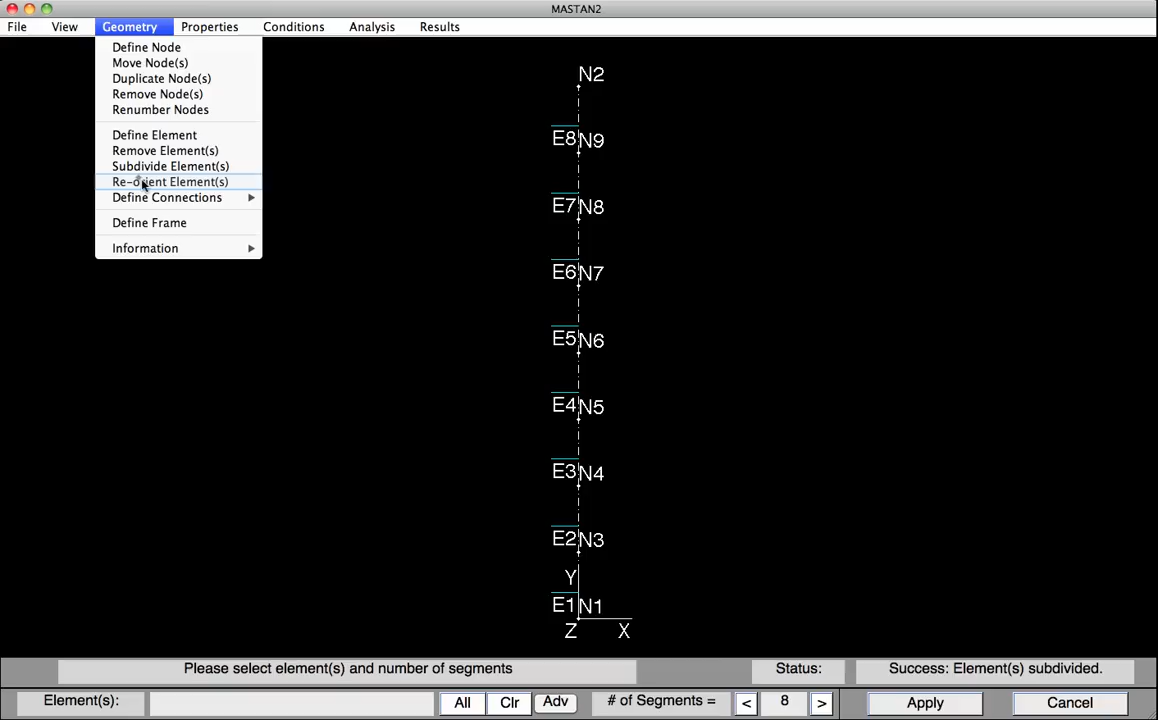 MASTAN2
File View Geometry Properties Conditions Analysis Results
Define Node
Move Node(s)
Duplicate Node(s)
Remove Node(s)
Renumber Nodes
Define Element
Remove Element(s)
Subdivide Element(s)
Re-orient Element(s)
Define Connections
Define Frame
Information
N2
E8 N9
E7 N8
E6 N7
E5 N6
E4 N5
E3 N4
E2 N3
Y
E1 N1
Z X
Please select element(s) and number of segments Status: Success: Element(s) subdivided.
Element(s): All Clr Adv # of Segments = < 8 > Apply Cancel